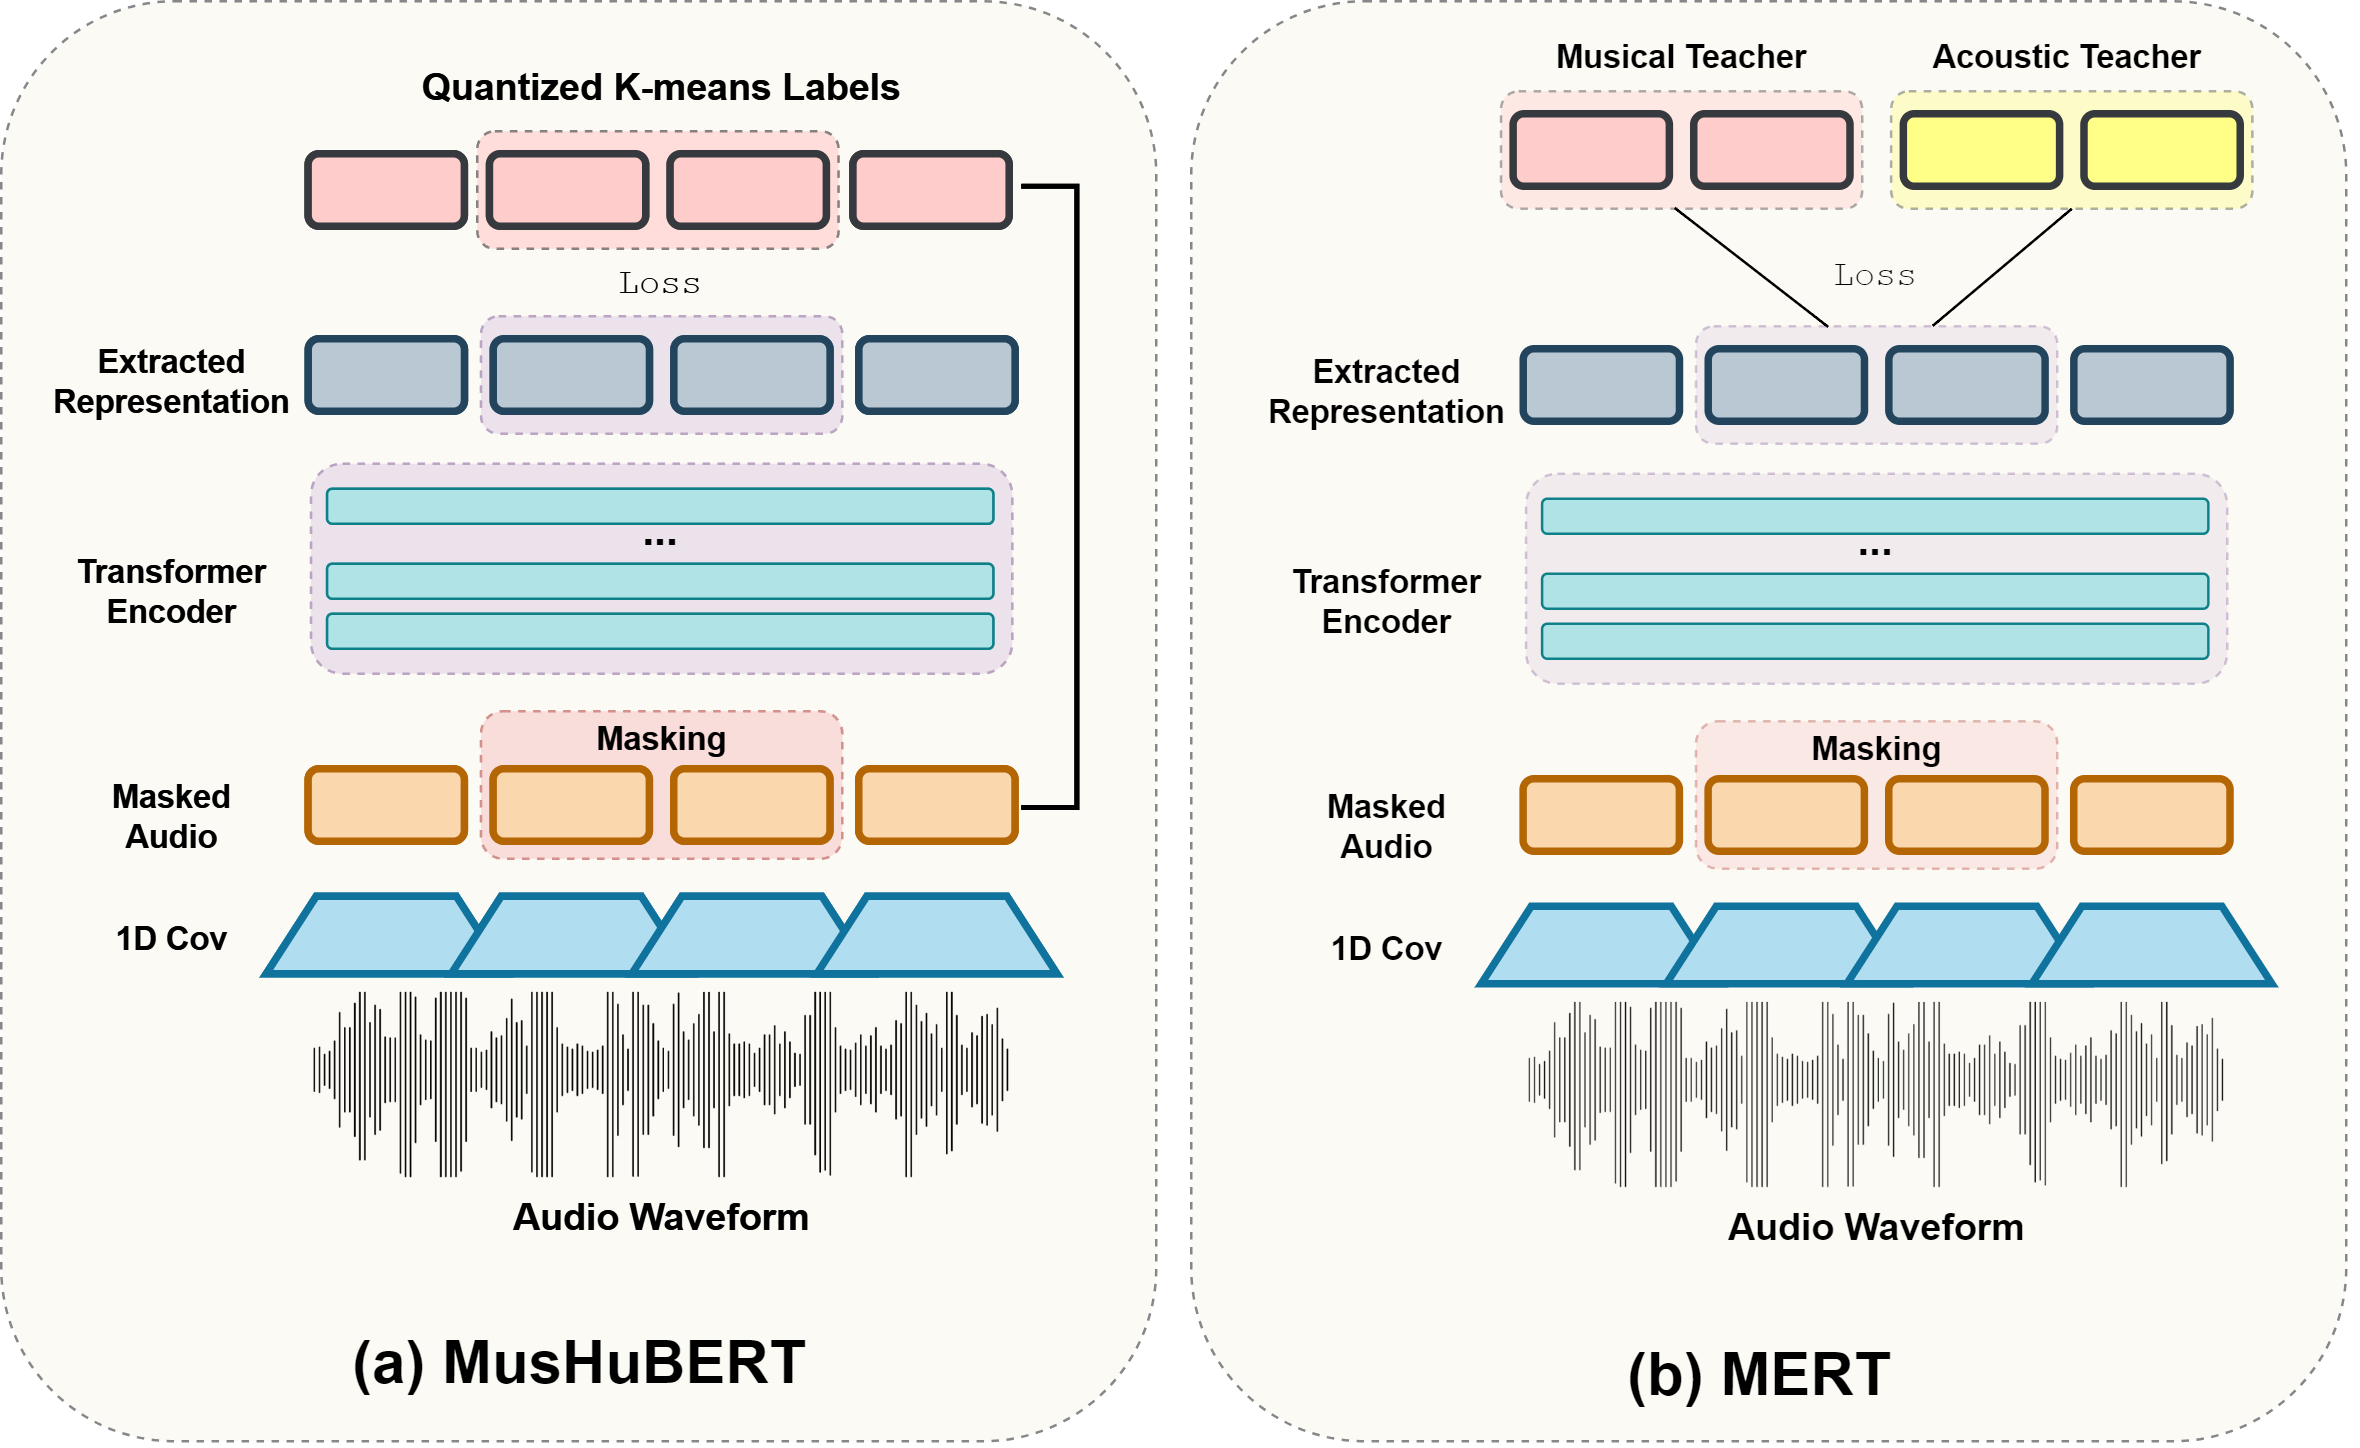 Quantized K-means Labels
Loss
Extracted
Representation
...
Transformer
Encoder
Masking
Masked
Audio
1D Cov
Audio Waveform
(a) MusHuBERT
Musical Teacher
Acoustic Teacher
Loss
Extracted
Representation
...
Transformer
Encoder
Masking
Masked
Audio
1D Cov
Audio Waveform
(b) MERT